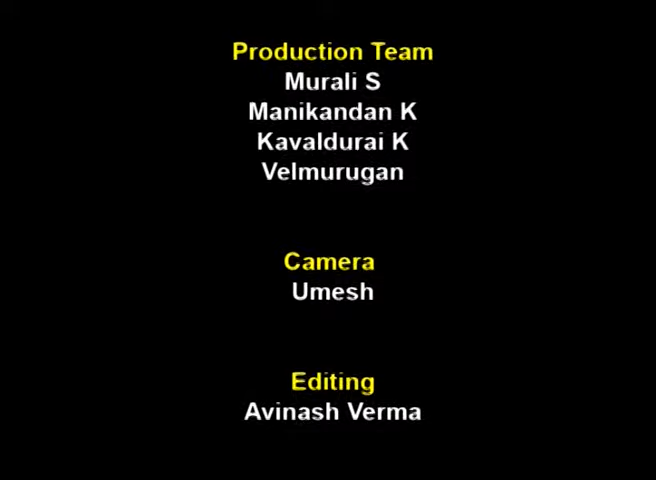 Production Team
Murali S
Manikandan K
Kavaldurai K
Velmurugan
Camera
Umesh
Editing
Avinash Verma